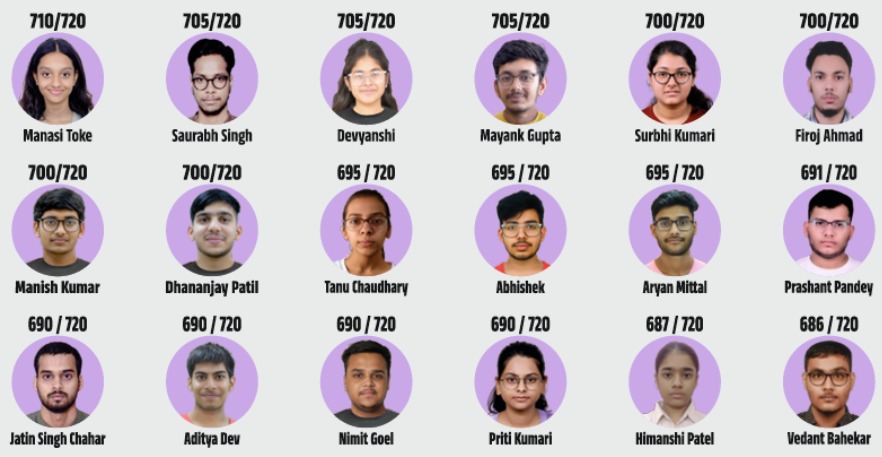 710/720 705/720 705/720 705/720 700/720 700/720
Manasi Toke Saurabh Singh Devyanshi Mayank Gupta Surbhi Kumari Firoj Ahmad
700/720 700/720 695 / 720 695 / 720 695 / 720 691 / 720
Manish Kumar Dhananjay Patil Tanu Chaudhary Abhishek Aryan Mittal Prashant Pandey
690 / 720 690 / 720 690 / 720 690 / 720 687 / 720 686 / 720
Jatin Singh Chahar Aditya Dev Nimit Goel Priti Kumari Himanshi Patel Vedant Bahekar